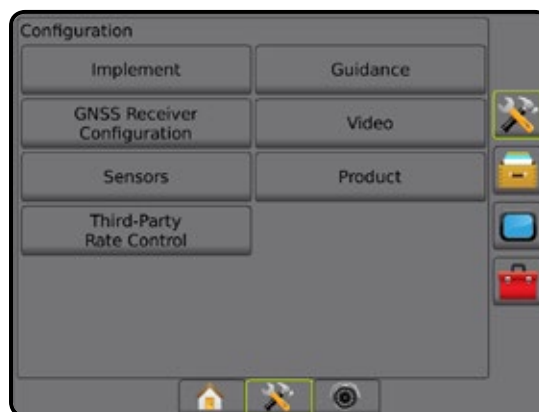 Configuration
Implement
Guidance
GNSS Receiver
Configuration
Video
Sensors
Product
Third-Party
Rate Control